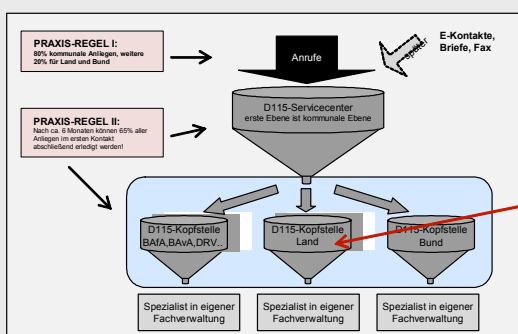 PRAXIS-REGEL I:
80% kommunale Anliegen, weitere
20% für Land und Bund
Anrufe
später
E-Kontakte,
Briefe, Fax
D115-Servicecenter
erste Ebene ist kommunale Ebene
PRAXIS-REGEL II:
Nach ca. 6 Monaten können 65% aller
Anliegen im ersten Kontakt
abschließend erledigt werden!
D115-Kopfstelle
BAfA,BAvA,DRV..
D115-Kopfstelle
Land
D115-Kopfstelle
Bund
Spezialist in eigener
Fachverwaltung
Spezialist in eigener
Fachverwaltung
Spezialist in eigener
Fachverwaltung